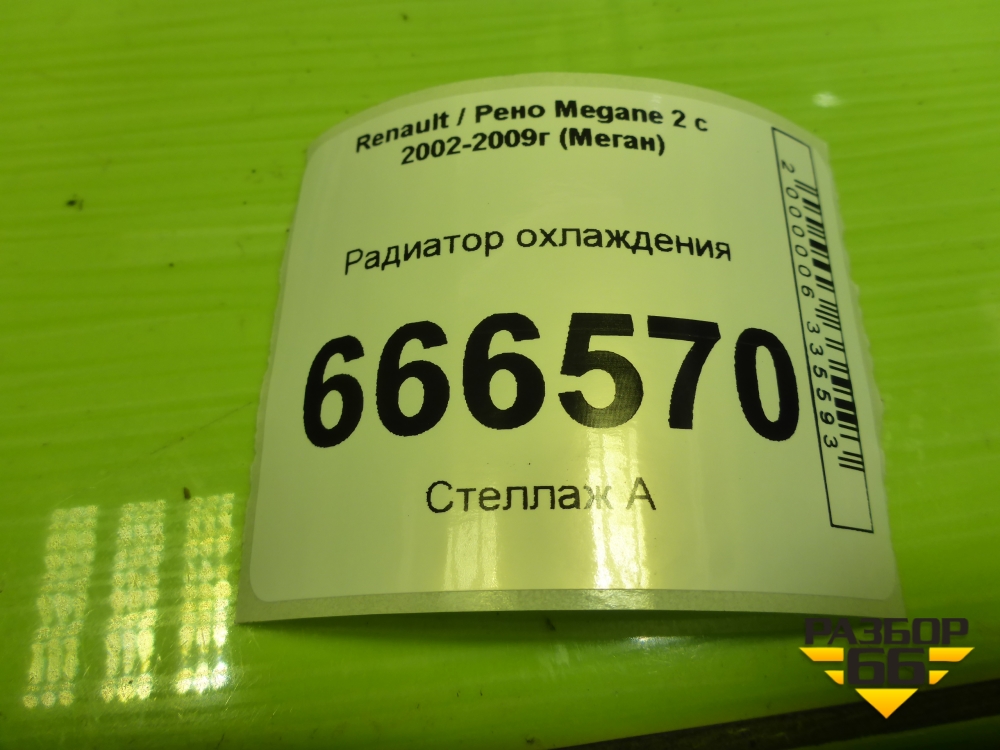 Renault / Рено Megane 2 с
2002-2009г (Меган)
Радиатор охлаждения
666570
Стеллаж А
2000006335593
РАЗБОР
66